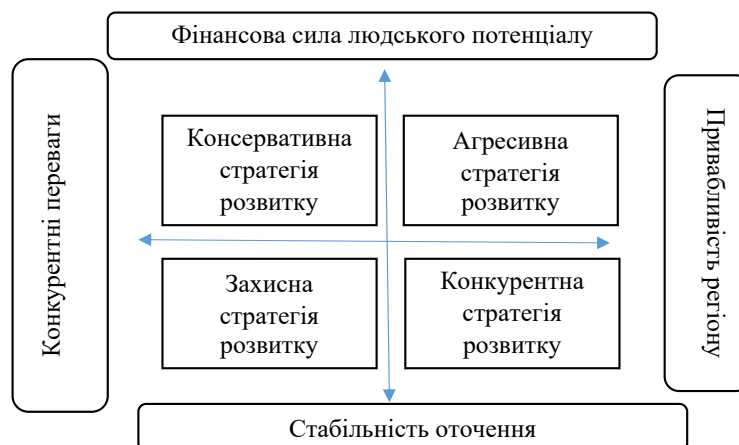 Фінансова сила людського потенціалу
Конкурентні переваги
Консервативна
стратегія
розвитку
Агресивна
стратегія
розвитку
Привабливість регіону
Захисна
стратегія
розвитку
Конкурентна
стратегія
розвитку
Стабільність оточення